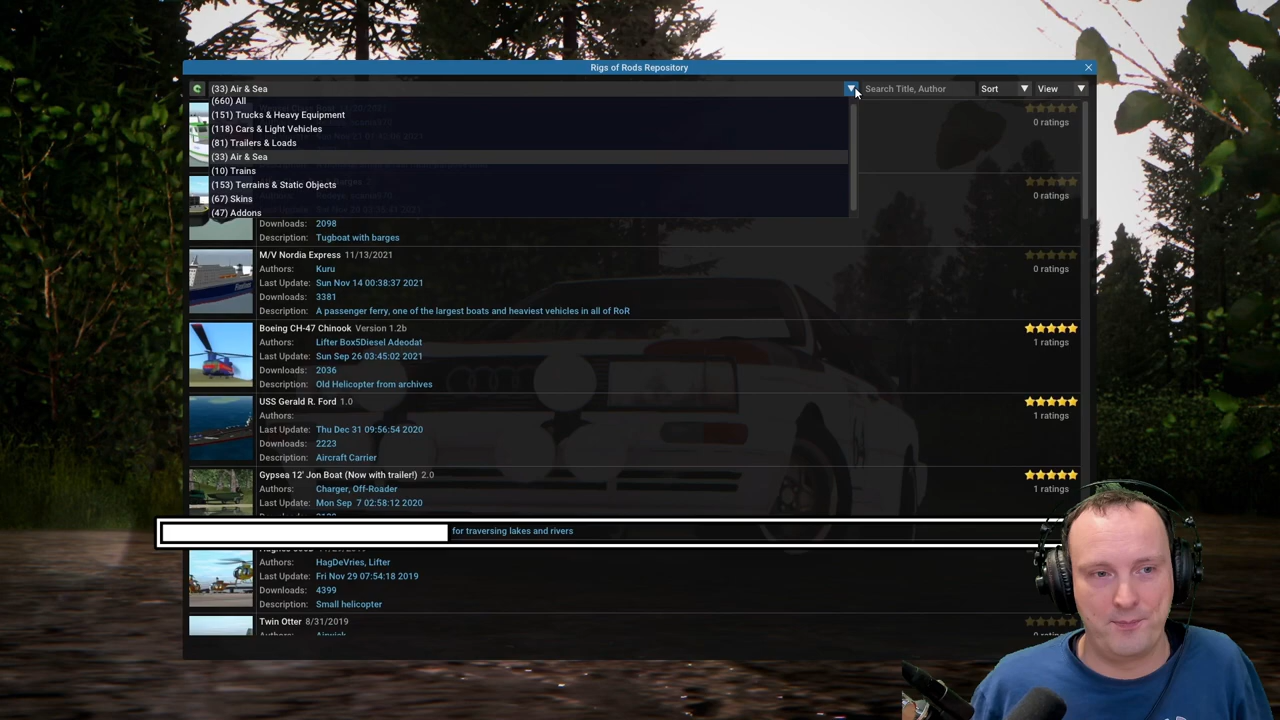 Rigs of Rods Repository
(33) Air & Sea
Search Title, Author
Sort
View
(660) All
(151) Trucks & Heavy Equipment
(118) Cars & Light Vehicles
(81) Trailers & Loads
(33) Air & Sea
(10) Trains
(153) Terrains & Static Objects
(67) Skins
(47) Addons
0 ratings
0 ratings
Downloads: 2098
Description: Tugboat with barges
M/V Nordia Express 11/13/2021
Authors: Kuru
Last Update: Sun Nov 14 00:38:37 2021
Downloads: 3381
Description: A passenger ferry, one of the largest boats and heaviest vehicles in all of RoR
0 ratings
Boeing CH-47 Chinook Version 1.2b
Authors: Lifter Box5Diesel Adeodat
Last Update: Sun Sep 26 03:45:02 2021
Downloads: 2036
Description: Old Helicopter from archives
1 ratings
USS Gerald R. Ford 1.0
Authors:
Last Update: Thu Dec 31 09:56:54 2020
Downloads: 2223
Description: Aircraft Carrier
1 ratings
Gypsea 12' Jon Boat (Now with trailer!) 2.0
Authors: Charger, Off-Roader
Last Update: Mon Sep 7 02:58:12 2020
1 ratings
for traversing lakes and rivers
Authors: HagDeVries, Lifter
Last Update: Fri Nov 29 07:54:18 2019
Downloads: 4399
Description: Small helicopter
Twin Otter 8/31/2019